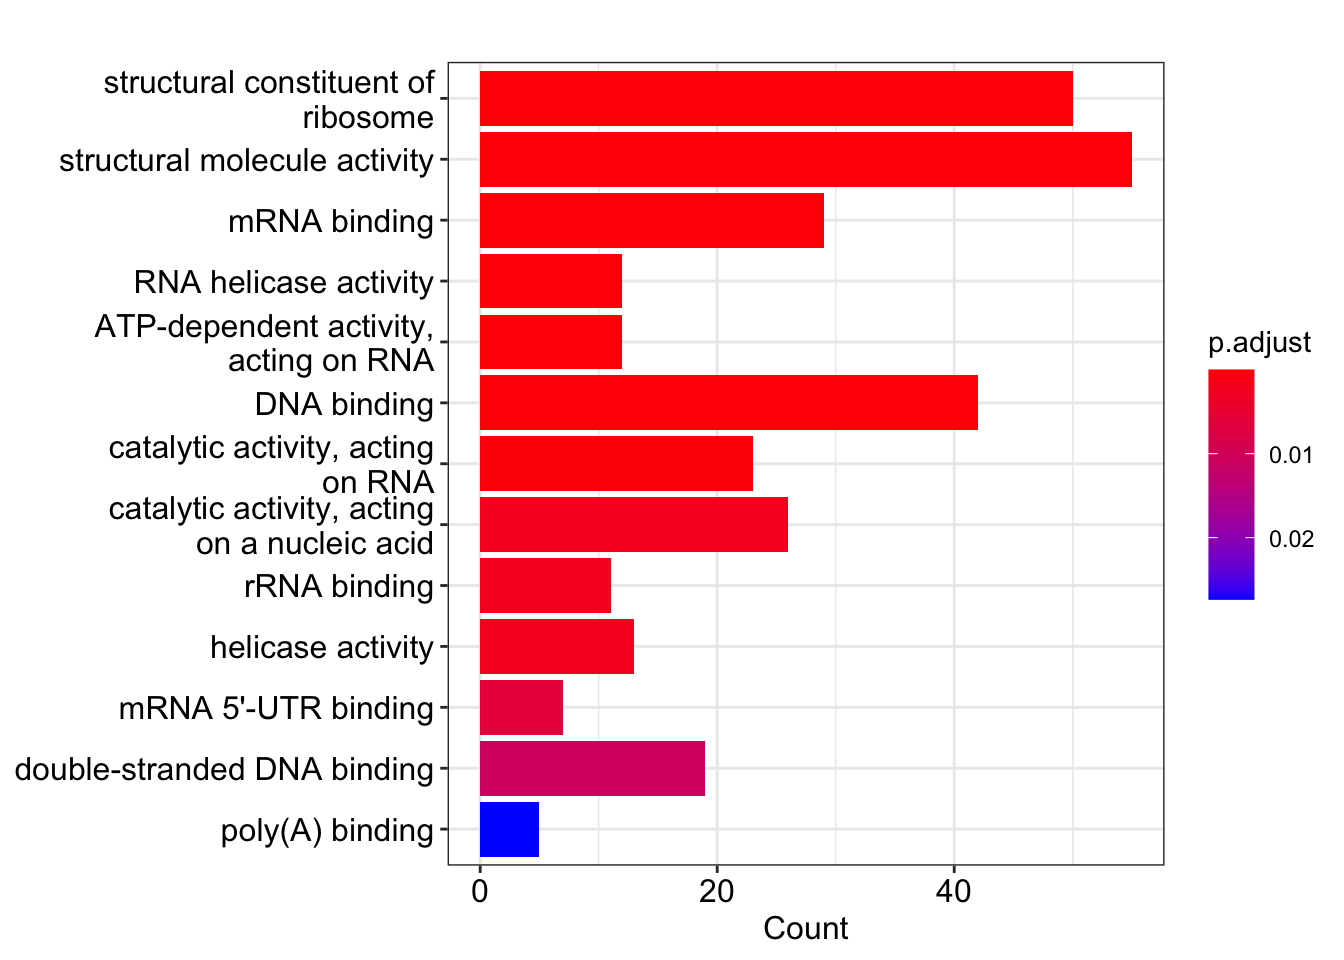 structural constituent of
ribosome
structural molecule activity
mRNA binding
RNA helicase activity
ATP-dependent activity,
acting on RNA
DNA binding
catalytic activity, acting
on RNA
catalytic activity, acting
on a nucleic acid
rRNA binding
helicase activity
mRNA 5'-UTR binding
double-stranded DNA binding
poly(A) binding
0 20 40
Count
p.adjust
0.01
0.02